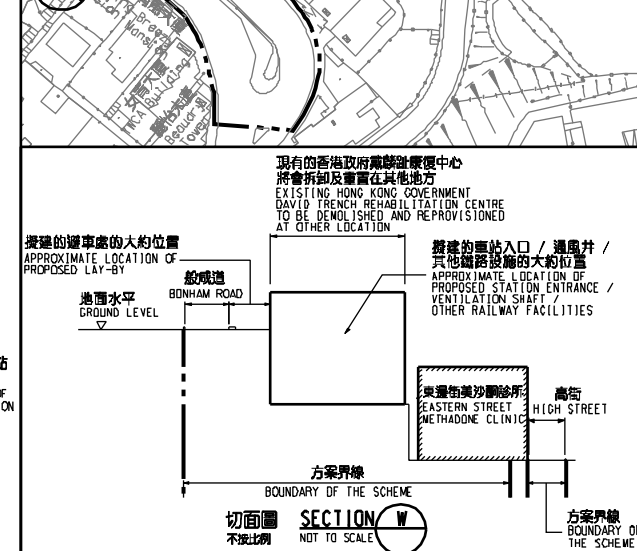 YWCA Building
現有的香港政府戴麟趾康復中心
將會拆卸及重置在其他地方
EXISTING HONG KONG GOVERNMENT
DAVID TRENCH REHABILITATION CENTRE
TO BE DEMOLISHED AND REPROVISIONED
AT OTHER LOCATION
擬建的避車處的大約位置
APPROXIMATE LOCATION OF
PROPOSED LAY-BY
般咸道
BONHAM ROAD
地面水平
GROUND LEVEL
擬建的車站入口 / 通風井 /
其他鐵路設施的大約位置
APPROXIMATE LOCATION OF
PROPOSED STATION ENTRANCE /
VENTILATION SHAFT /
OTHER RAILWAY FACILITIES
站
OF
ON
東邊街美沙酮診所
EASTERN STREET
METHADONE CLINIC
高街
HIGH STREET
方案界線
BOUNDARY OF THE SCHEME
方案界線
BOUNDARY OF
THE SCHEME
切面圖 SECTION W
不按比例 NOT TO SCALE